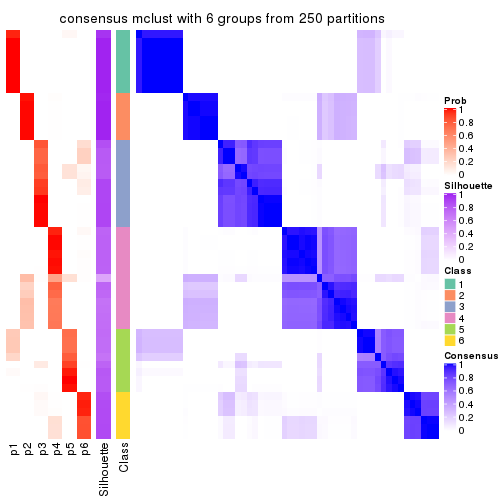 consensus mclust with 6 groups from 250 partitions
Prob
1
0.8
0.6
0.4
0.2
0
Silhouette
1
0.8
0.6
0.4
0.2
0
Class
1
2
3
4
5
6
Consensus
1
0.8
0.6
0.4
0.2
0
p1
p2
p3
p4
p5
p6
Silhouette
Class